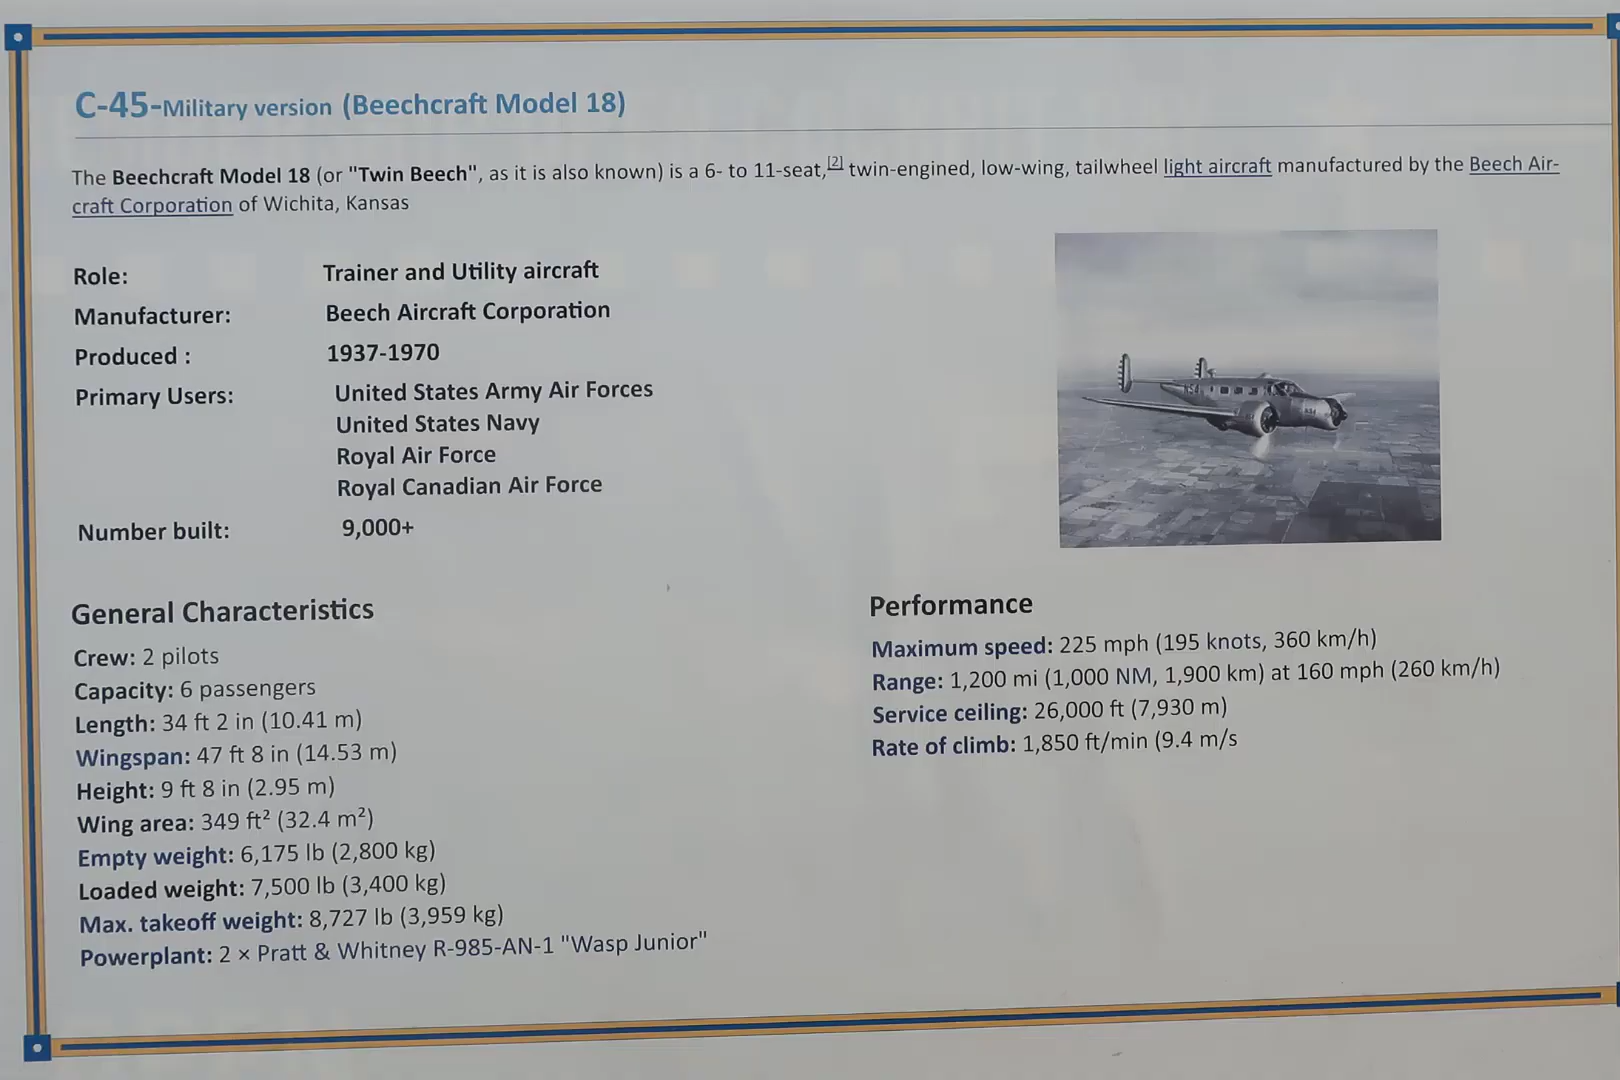 C-45-Military version (Beechcraft Model 18)
The Beechcraft Model 18 (or "Twin Beech", as it is also known) is a 6- to 11-seat,[2] twin-engined, low-wing, tailwheel light aircraft manufactured by the Beech Air-
craft Corporation of Wichita, Kansas
Role: Trainer and Utility aircraft
Manufacturer: Beech Aircraft Corporation
Produced : 1937-1970
Primary Users: United States Army Air Forces
United States Navy
Royal Air Force
Royal Canadian Air Force
Number built: 9,000+
General Characteristics
Crew: 2 pilots
Capacity: 6 passengers
Length: 34 ft 2 in (10.41 m)
Wingspan: 47 ft 8 in (14.53 m)
Height: 9 ft 8 in (2.95 m)
Wing area: 349 ft² (32.4 m²)
Empty weight: 6,175 lb (2,800 kg)
Loaded weight: 7,500 lb (3,400 kg)
Max. takeoff weight: 8,727 lb (3,959 kg)
Powerplant: 2 × Pratt & Whitney R-985-AN-1 "Wasp Junior"
Performance
Maximum speed: 225 mph (195 knots, 360 km/h)
Range: 1,200 mi (1,000 NM, 1,900 km) at 160 mph (260 km/h)
Service ceiling: 26,000 ft (7,930 m)
Rate of climb: 1,850 ft/min (9.4 m/s